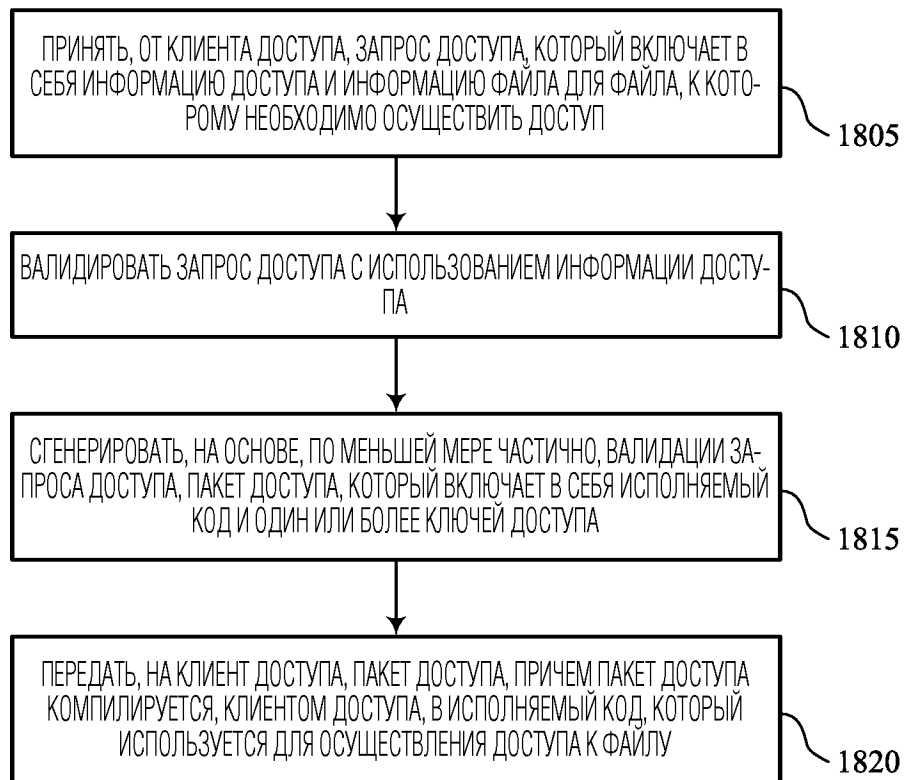 ПРИНЯТЬ, ОТ КЛИЕНТА ДОСТУПА, ЗАПРОС ДОСТУПА, КОТОРЫЙ ВКЛЮЧАЕТ В
СЕБЯ ИНФОРМАЦИЮ ДОСТУПА И ИНФОРМАЦИЮ ФАЙЛА ДЛЯ ФАЙЛА, К КОТО-
РОМУ НЕОБХОДИМО ОСУЩЕСТВИТЬ ДОСТУП
1805
ВАЛИДИРОВАТЬ ЗАПРОС ДОСТУПА С ИСПОЛЬЗОВАНИЕМ ИНФОРМАЦИИ ДОСТУ-
ПА
1810
СГЕНЕРИРОВАТЬ, НА ОСНОВЕ, ПО МЕНЬШЕЙ МЕРЕ ЧАСТИЧНО, ВАЛИДАЦИИ ЗА-
ПРОСА ДОСТУПА, ПАКЕТ ДОСТУПА, КОТОРЫЙ ВКЛЮЧАЕТ В СЕБЯ ИСПОЛНЯЕМЫЙ
КОД И ОДИН ИЛИ БОЛЕЕ КЛЮЧЕЙ ДОСТУПА
1815
ПЕРЕДАТЬ, НА КЛИЕНТ ДОСТУПА, ПАКЕТ ДОСТУПА, ПРИЧЕМ ПАКЕТ ДОСТУПА
КОМПИЛИРУЕТСЯ, КЛИЕНТОМ ДОСТУПА, В ИСПОЛНЯЕМЫЙ КОД, КОТОРЫЙ
ИСПОЛЬЗУЕТСЯ ДЛЯ ОСУЩЕСТВЛЕНИЯ ДОСТУПА К ФАЙЛУ
1820